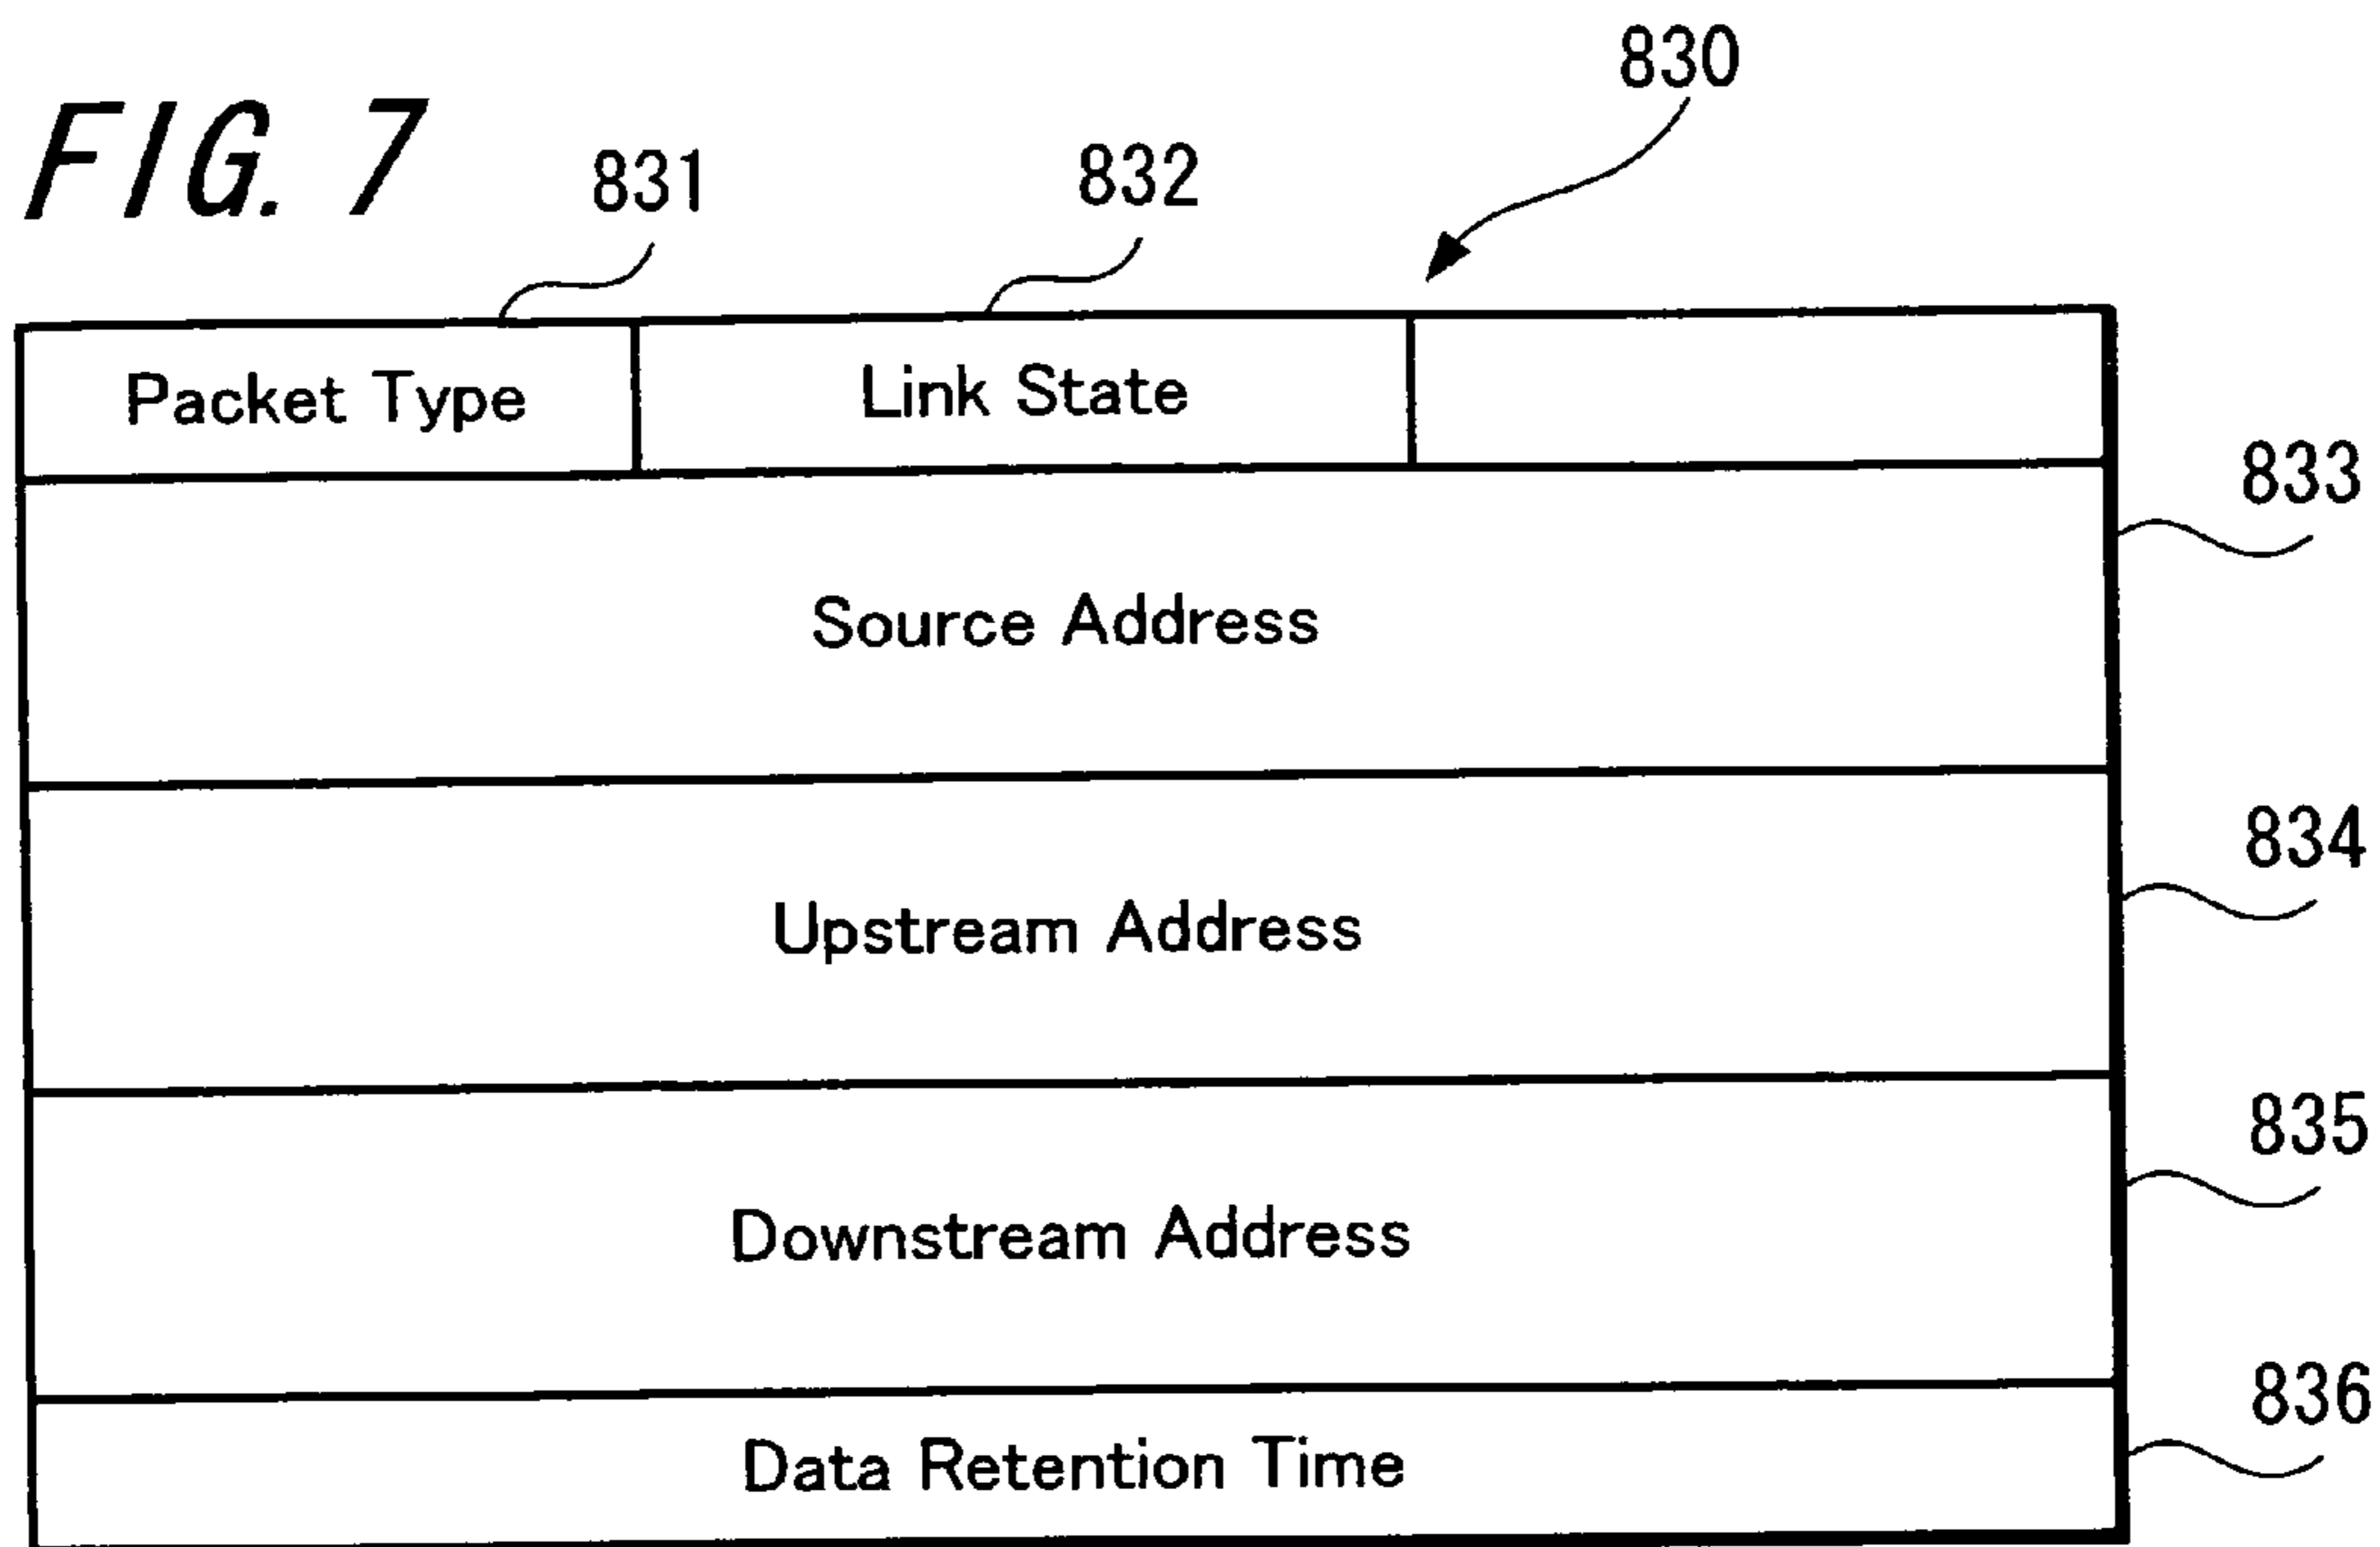 830
FIG. 7
831
832
Packet Type
Link State
833
Source Address
834
Upstream Address
835
Downstream Address
836
Data Retention Time